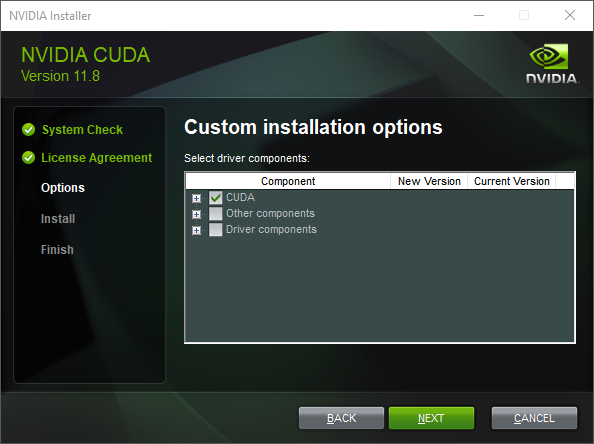 NVIDIA Installer
NVIDIA CUDA
Version 11.8
NVIDIA.
System Check
License Agreement
Options
Install
Finish
Custom installation options
Select driver components:
Component New Version Current Version
CUDA
Other components
Driver components
BACK NEXT CANCEL